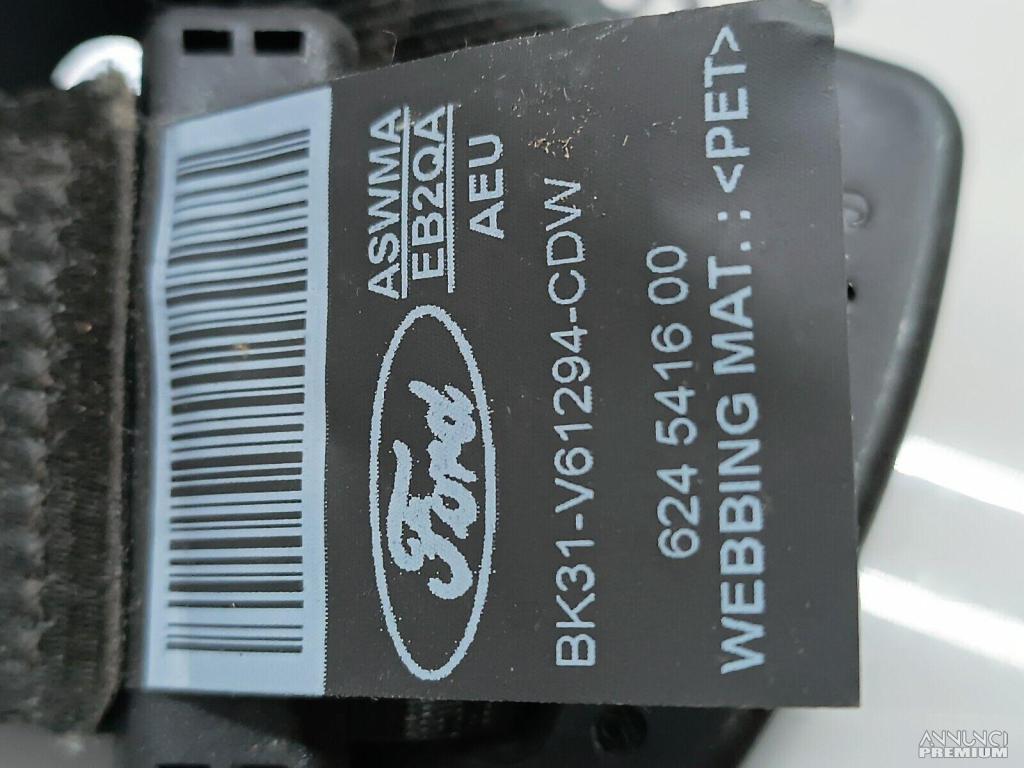 ASWMA
EB2QA
AEU
Ford
BK31-V61294-CDW
624 5416 00
WEBBING MAT.: <PET>
ANNUNCI
PREMIUM